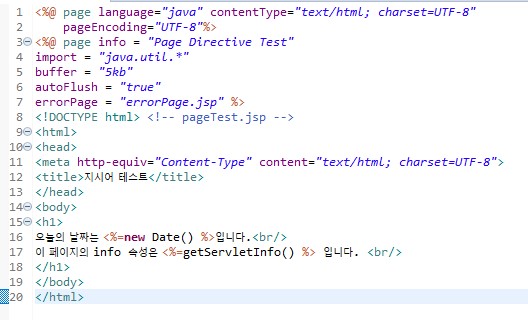 1 <%@ page language="java" contentType="text/html; charset=UTF-8"
2     pageEncoding="UTF-8"%>
3 <%@ page info = "Page Directive Test"
4 import = "java.util.*"
5 buffer = "5kb"
6 autoFlush = "true"
7 errorPage = "errorPage.jsp" %>
8 <!DOCTYPE html> <!-- pageTest.jsp -->
9 <html>
10 <head>
11 <meta http-equiv="Content-Type" content="text/html; charset=UTF-8">
12 <title>지시어 테스트</title>
13 </head>
14 <body>
15 <h1>
16 오늘의 날짜는 <%=new Date() %>입니다.<br/>
17 이 페이지의 info 속성은 <%=getServletInfo() %> 입니다. <br/>
18 </h1>
19 </body>
20 </html>